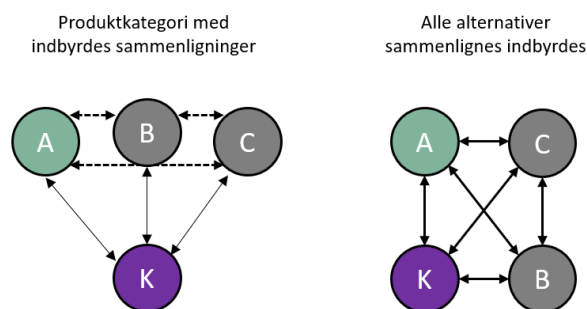 Produktkategori med
indbyrdes sammenligninger
Alle alternativer
sammenlignes indbyrdes
A
B
C
K
A
C
K
B